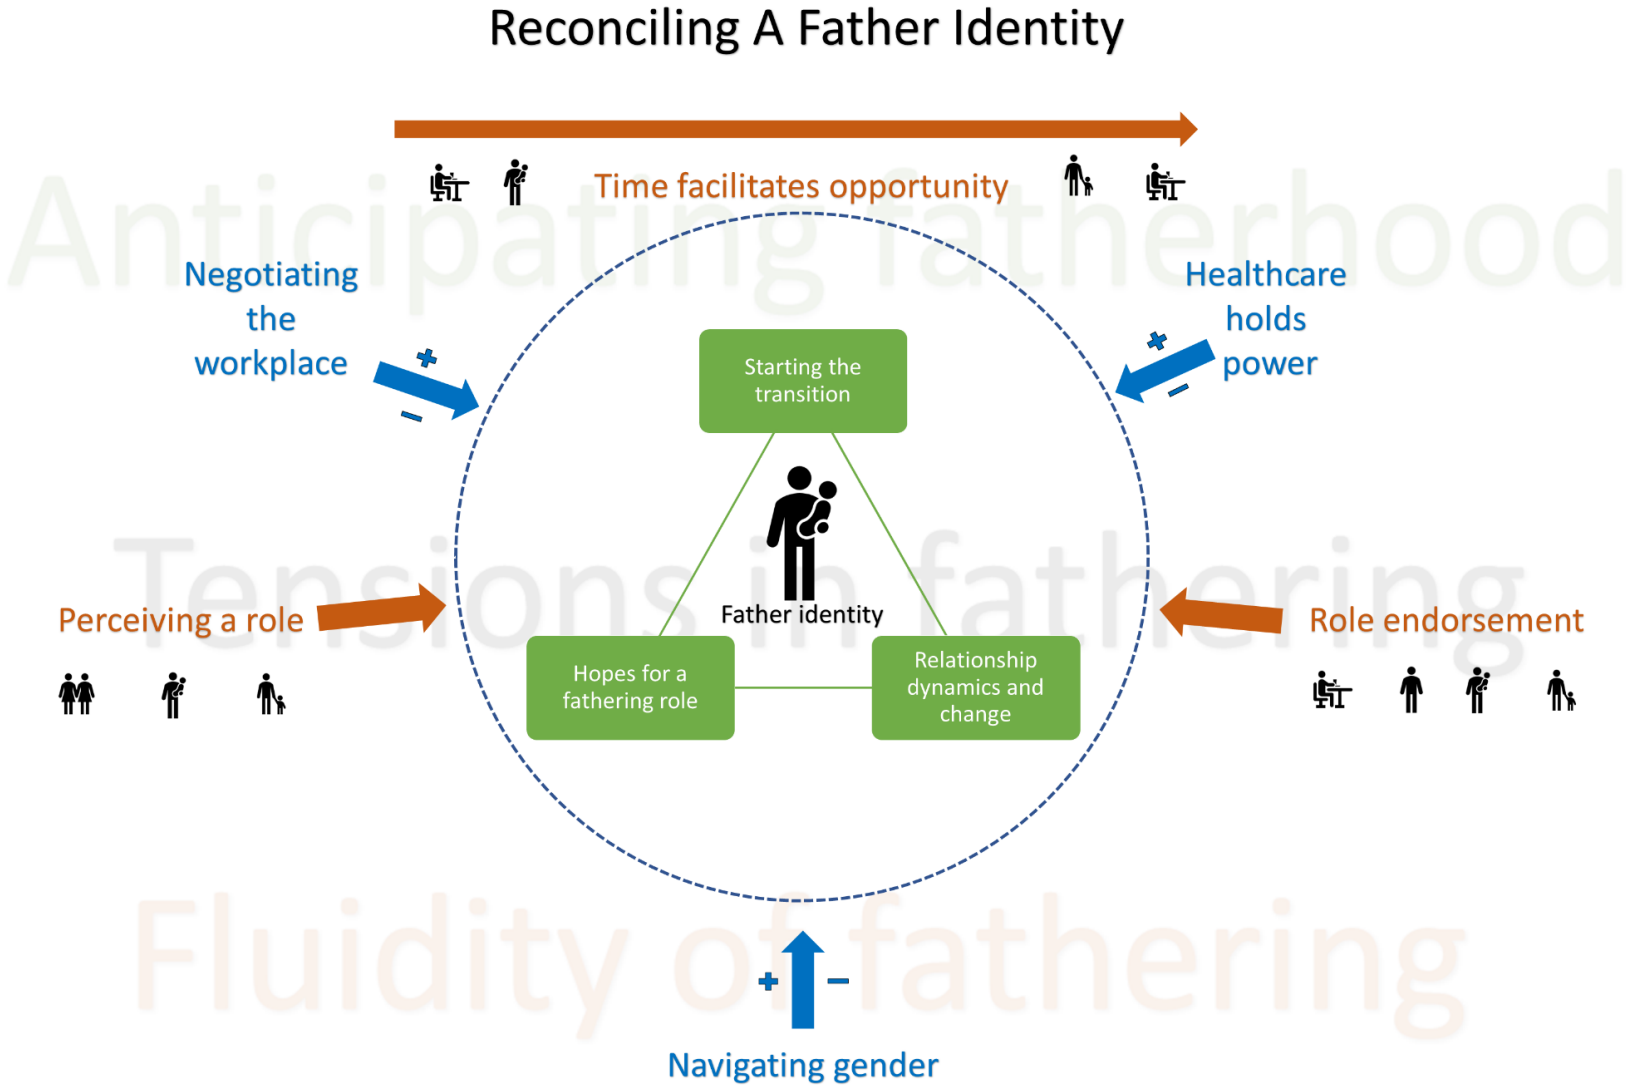 Reconciling A Father Identity
Time facilitates opportunity
Anticipating fatherhood
Negotiating
the
workplace
+
−
Healthcare
holds
power
+
−
Starting the
transition
Father identity
Tensions in fathering
Perceiving a role
Role endorsement
Hopes for a
fathering role
Relationship
dynamics and
change
Fluidity of fathering
+ −
Navigating gender